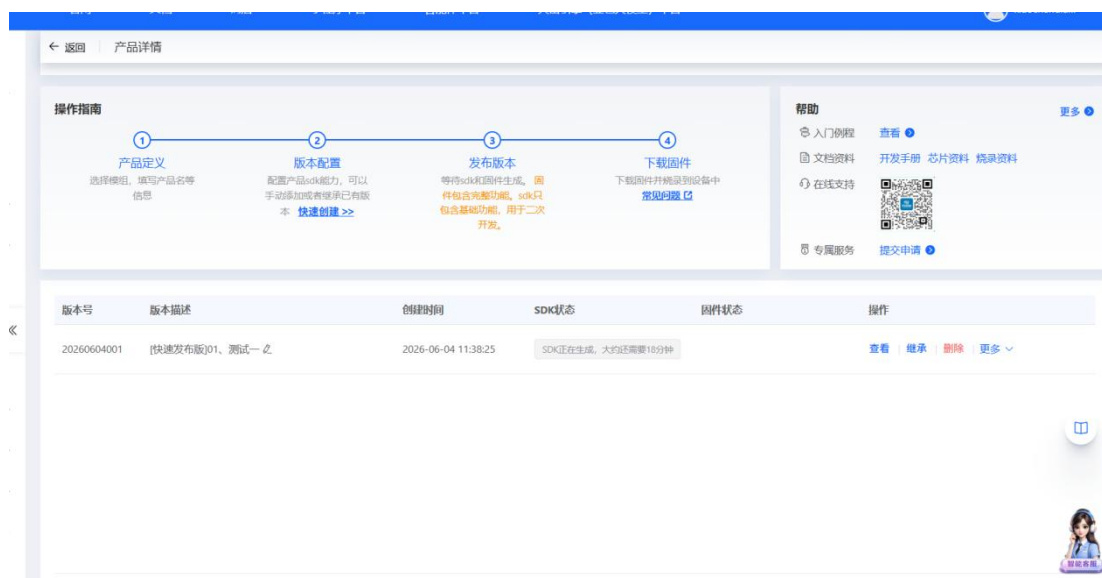 ← 返回 产品详情
操作指南
1 2 3 4
产品定义 版本配置 发布版本 下载固件
选择模组，填写产品名等
信息
配置产品sdk能力，可以
手动添加或者继承已有版
本 快速创建 >>
等待sdk和固件生成。固
件包含完整功能，sdk只
包含基础功能，用于二次
开发。
下载固件并烧录到设备中
常见问题
帮助 更多
入门例程 查看
文档资料 开发手册 芯片资料 烧录资料
在线支持
专属服务 提交申请
版本号 版本描述 创建时间 SDK状态 固件状态 操作
20260604001 [快速发布版]01、测试一 2026-06-04 11:38:25 SDK正在生成，大约还需要18分钟 查看 继承 删除 更多
智能客服